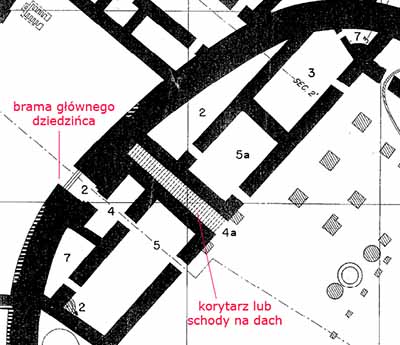 7
3
SEC. 2'
2
brama głównego
dziedzińca
5a
2
4
4a
5
7
2
korytarz lub
schody na dach